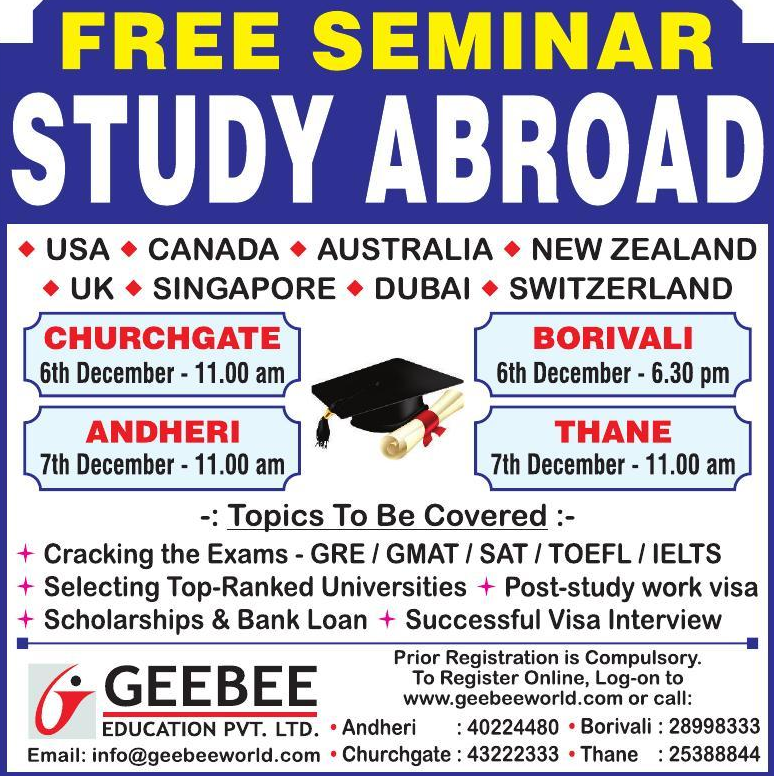 FREE SEMINAR
STUDY ABROAD
◆ USA ◆ CANADA ◆ AUSTRALIA ◆ NEW ZEALAND
◆ UK ◆ SINGAPORE ◆ DUBAI ◆ SWITZERLAND
CHURCHGATE
6th December - 11.00 am
BORIVALI
6th December - 6.30 pm
ANDHERI
7th December - 11.00 am
THANE
7th December - 11.00 am
-: Topics To Be Covered :-
+ Cracking the Exams - GRE / GMAT / SAT / TOEFL / IELTS
+ Selecting Top-Ranked Universities + Post-study work visa
+ Scholarships & Bank Loan + Successful Visa Interview
GEEBEE
EDUCATION PVT. LTD.
Email: info@geebeeworld.com
Prior Registration is Compulsory.
To Register Online, Log-on to
www.geebeeworld.com or call:
• Andheri : 40224480 • Borivali : 28998333
• Churchgate : 43222333 • Thane : 25388844